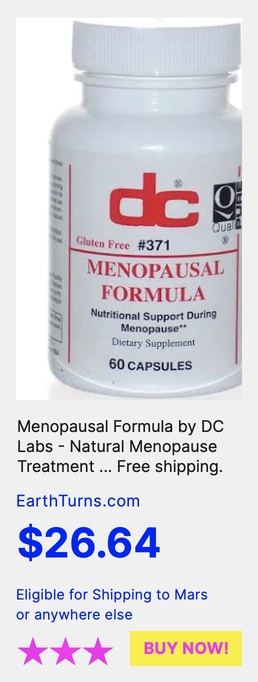 dc®
Q
Qual
PURE
®
Gluten Free #371
MENOPAUSAL
FORMULA
Nutritional Support During
Menopause**
Dietary Supplement
60 CAPSULES
Menopausal Formula by DC
Labs - Natural Menopause
Treatment ... Free shipping.
EarthTurns.com
$26.64
Eligible for Shipping to Mars
or anywhere else
BUY NOW!